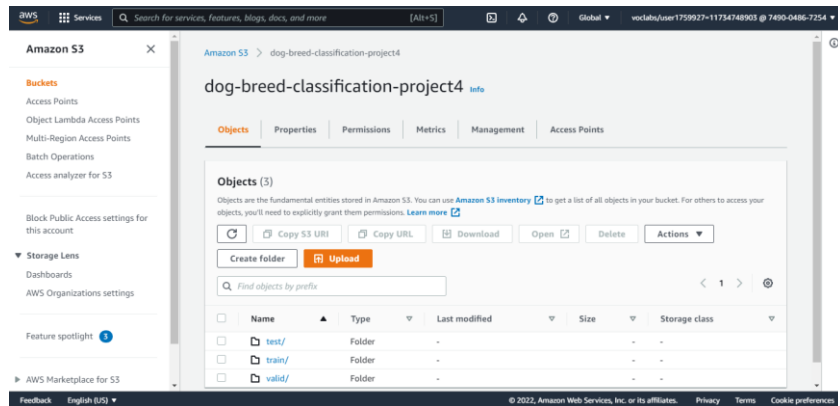 aws
Services
Search for services, features, blogs, docs, and more
[Alt+S]
Global ▼
voclabs/user1759927=11734748903 @ 7490-0486-7254 ▼
Amazon S3
Buckets
Access Points
Object Lambda Access Points
Multi-Region Access Points
Batch Operations
Access analyzer for S3
Block Public Access settings for
this account
▼ Storage Lens
Dashboards
AWS Organizations settings
Feature spotlight 3
▶ AWS Marketplace for S3
Amazon S3 > dog-breed-classification-project4
dog-breed-classification-project4 Info
Objects Properties Permissions Metrics Management Access Points
Objects (3)
Objects are the fundamental entities stored in Amazon S3. You can use Amazon S3 inventory to get a list of all objects in your bucket. For others to access your
objects, you'll need to explicitly grant them permissions. Learn more
Copy S3 URI Copy URL Download Open Delete Actions ▼
Create folder Upload
Find objects by prefix
< 1 >
Name ▲ Type ▽ Last modified ▽ Size ▽ Storage class ▽
test/ Folder - - -
train/ Folder - - -
valid/ Folder - - -
Feedback English (US) ▼ © 2022, Amazon Web Services, Inc. or its affiliates. Privacy Terms Cookie preferences